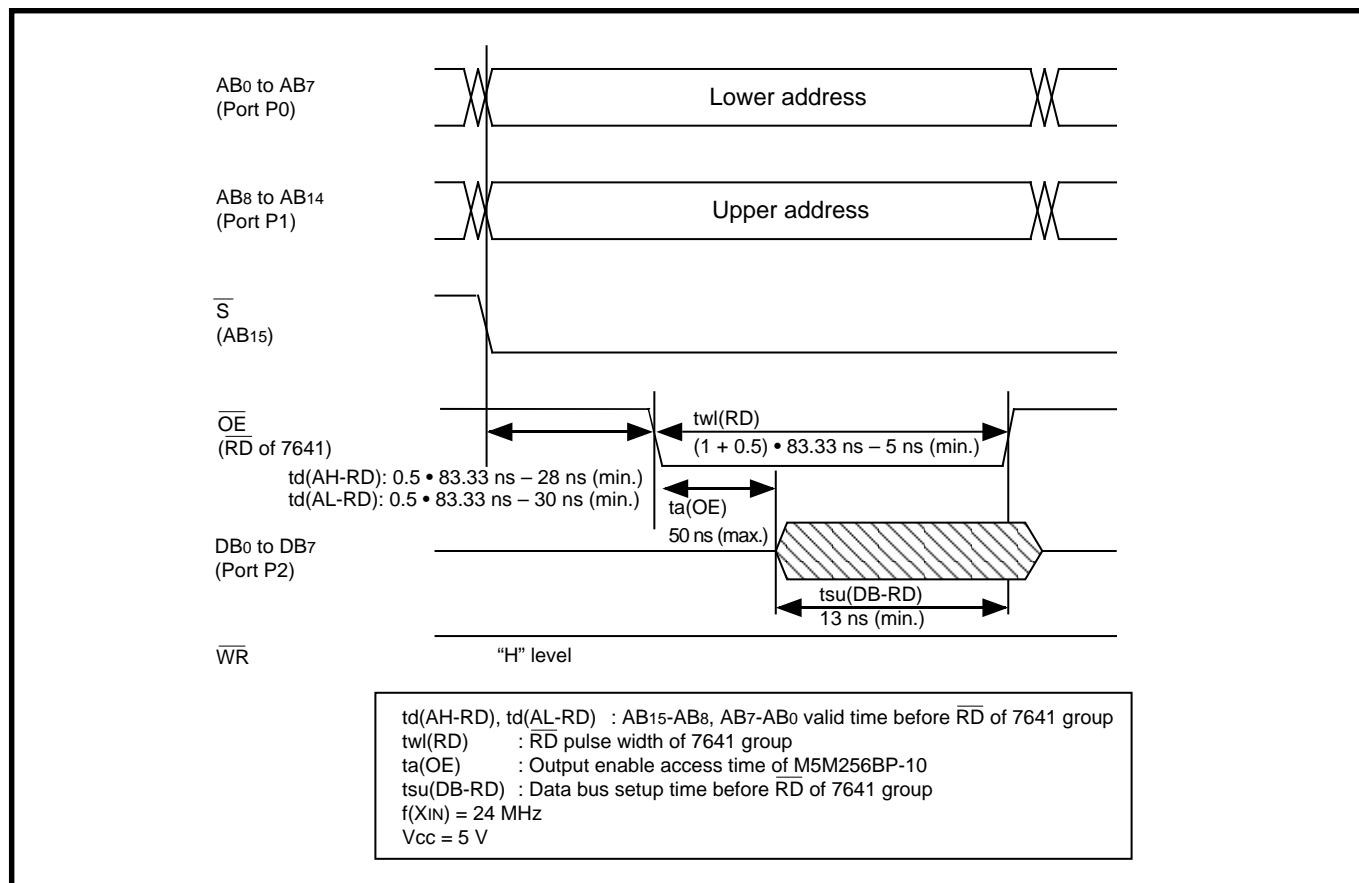 AB0 to AB7
(Port P0)
Lower address
AB8 to AB14
(Port P1)
Upper address
S
(AB15)
OE
(RD of 7641)
twl(RD)
(1 + 0.5) • 83.33 ns – 5 ns (min.)
td(AH-RD): 0.5 • 83.33 ns – 28 ns (min.)
td(AL-RD): 0.5 • 83.33 ns – 30 ns (min.)
ta(OE)
50 ns (max.)
DB0 to DB7
(Port P2)
tsu(DB-RD)
13 ns (min.)
WR
“H” level
td(AH-RD), td(AL-RD) : AB15-AB8, AB7-AB0 valid time before RD of 7641 group
twl(RD) : RD pulse width of 7641 group
ta(OE) : Output enable access time of M5M256BP-10
tsu(DB-RD) : Data bus setup time before RD of 7641 group
f(XIN) = 24 MHz
Vcc = 5 V